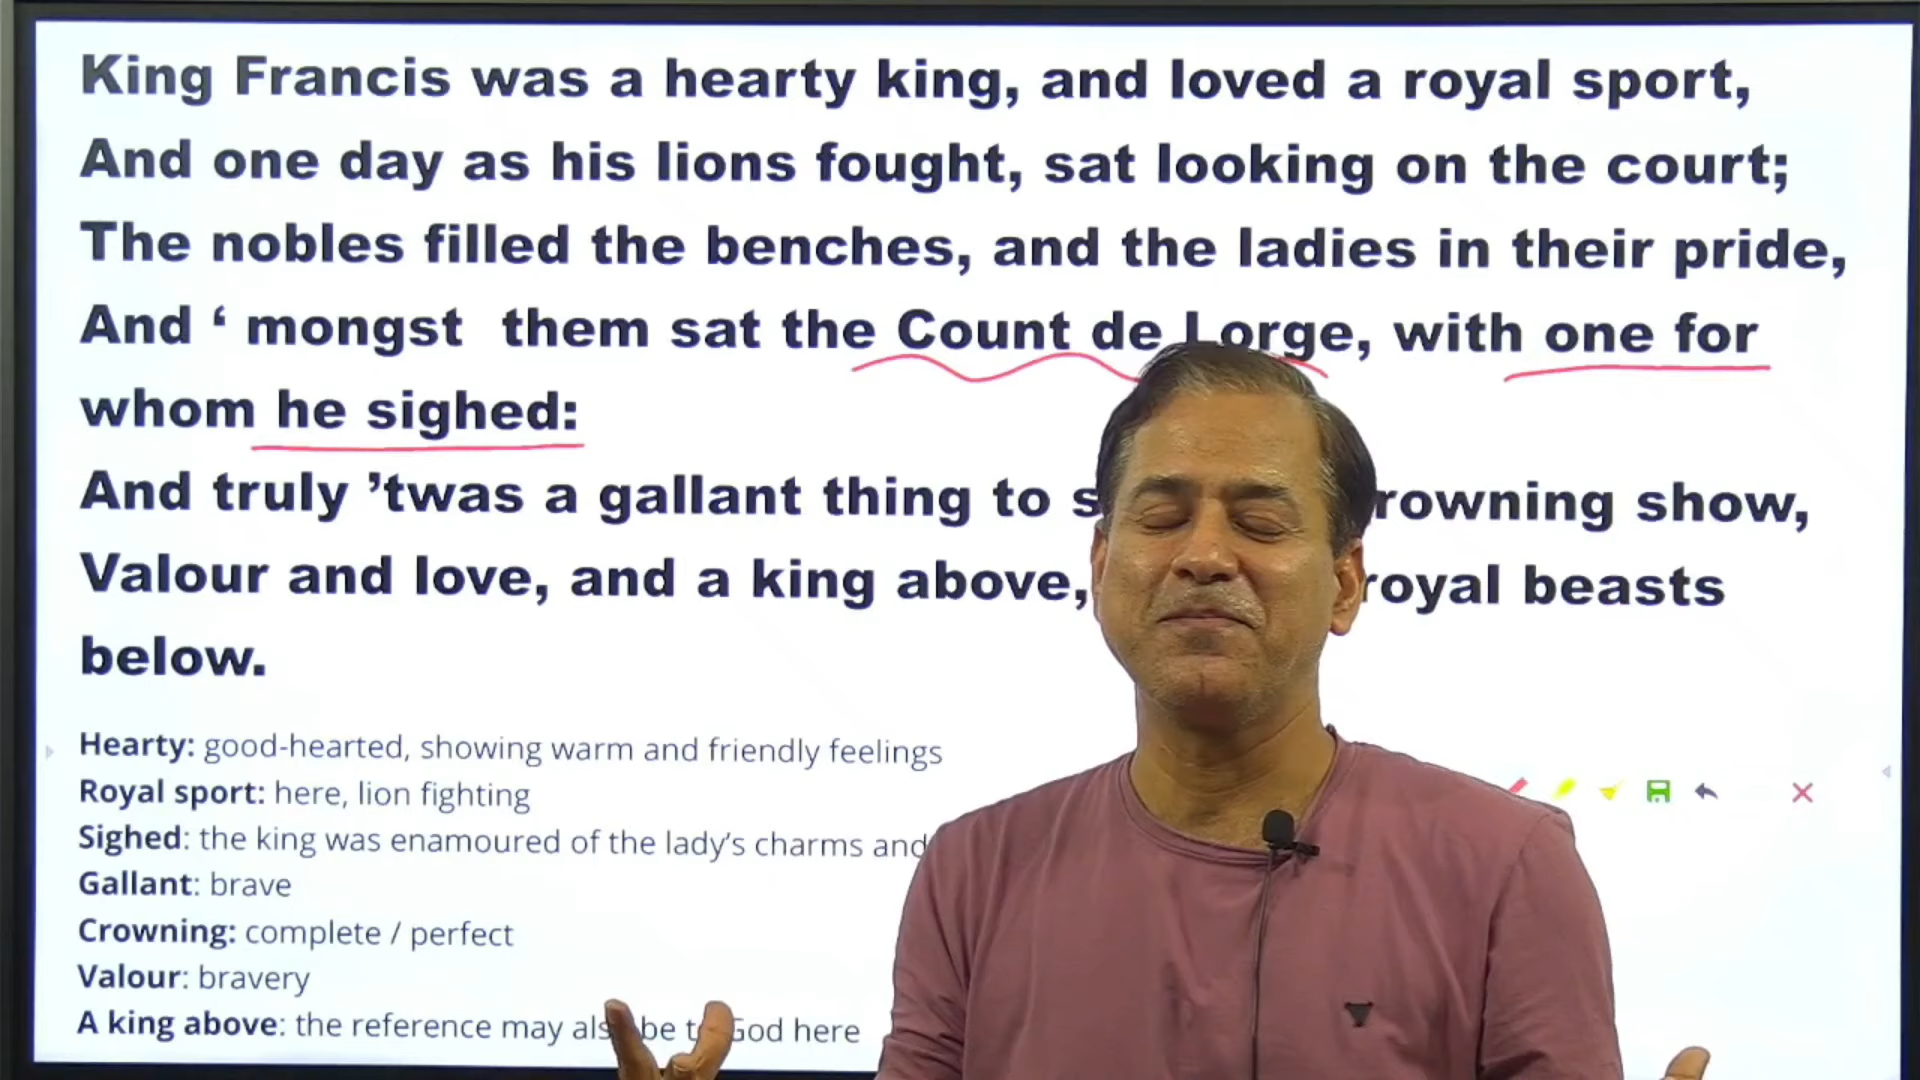 King Francis was a hearty king, and loved a royal sport,
And one day as his lions fought, sat looking on the court;
The nobles filled the benches, and the ladies in their pride,
And ‘ mongst them sat the Count de Lorge, with one for
whom he sighed:
And truly ’twas a gallant thing to show,
Valour and love, and a king above, royal beasts
below.
Hearty: good-hearted, showing warm and friendly feelings
Royal sport: here, lion fighting
Sighed: the king was enamoured of the lady’s charms and
Gallant: brave
Crowning: complete / perfect
Valour: bravery
A king above: the reference may be God here